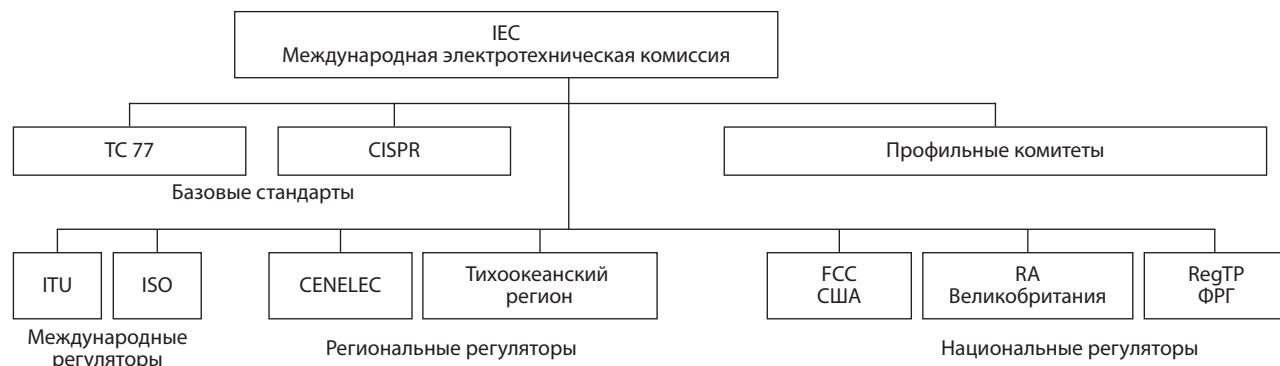 IEC
Международная электротехническая комиссия
TC 77
CISPR
Профильные комитеты
Базовые стандарты
ITU
ISO
CENELEC
Тихоокеанский
регион
FCC
США
RA
Великобритания
RegTP
ФРГ
Международные
регуляторы
Региональные регуляторы
Национальные регуляторы